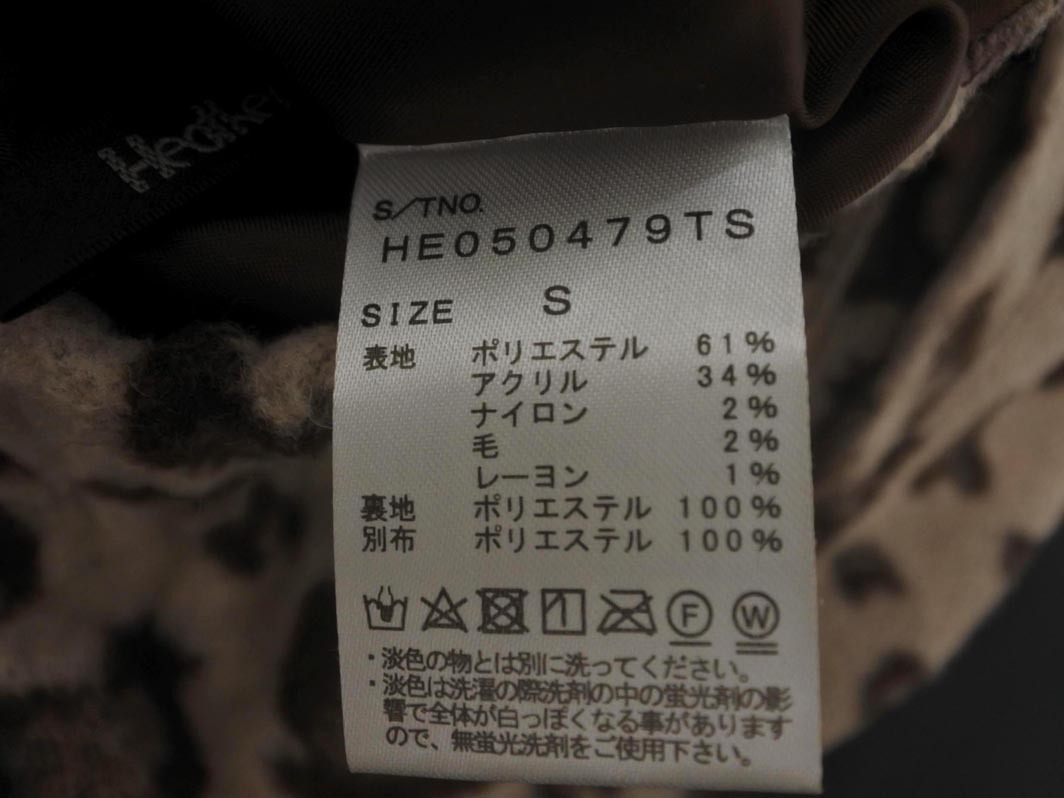 Heather
S/TNO.
HE050479TS
SIZE S
表地 ポリエステル 61%
アクリル 34%
ナイロン 2%
毛 2%
レーヨン 1%
裏地 ポリエステル 100%
別布 ポリエステル 100%
F W
・淡色の物とは別に洗ってください。
・淡色は洗濯の際洗剤の中の蛍光剤の影
響で全体が白っぽくなる事があります
ので、無蛍光洗剤をご使用下さい。